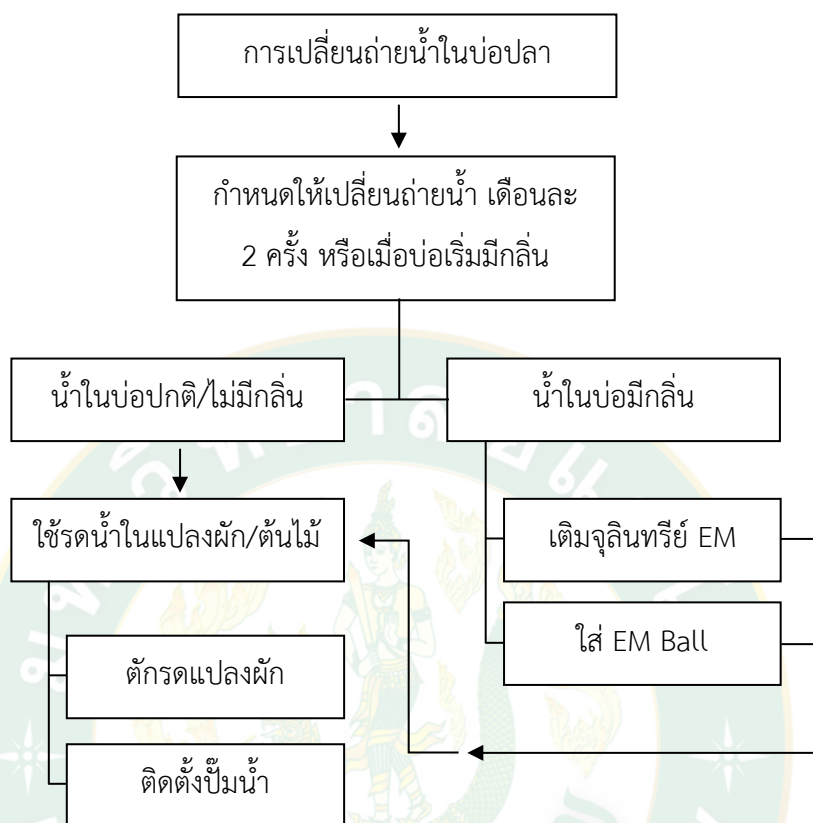 การเปลี่ยนถ่ายน้ำในบ่อปลา
กำหนดให้เปลี่ยนถ่ายน้ำ เดือนละ
2 ครั้ง หรือเมื่อบ่อเริ่มมีกลิ่น
น้ำในบ่อปกติ/ไม่มีกลิ่น
น้ำในบ่อมีกลิ่น
ใช้รดน้ำในแปลงผัก/ต้นไม้
เติมจุลินทรีย์ EM
ใส่ EM Ball
ตักรดแปลงผัก
ติดตั้งปั๊มน้ำ